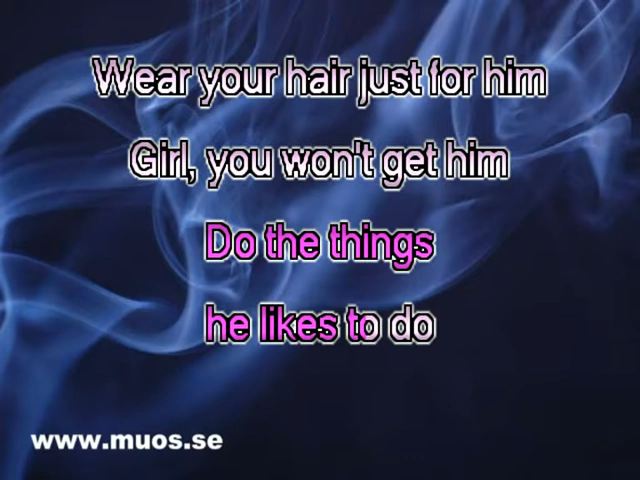 Wear your hair just for him
Girl, you won't get him
Do the things
he likes to do
www.muos.se